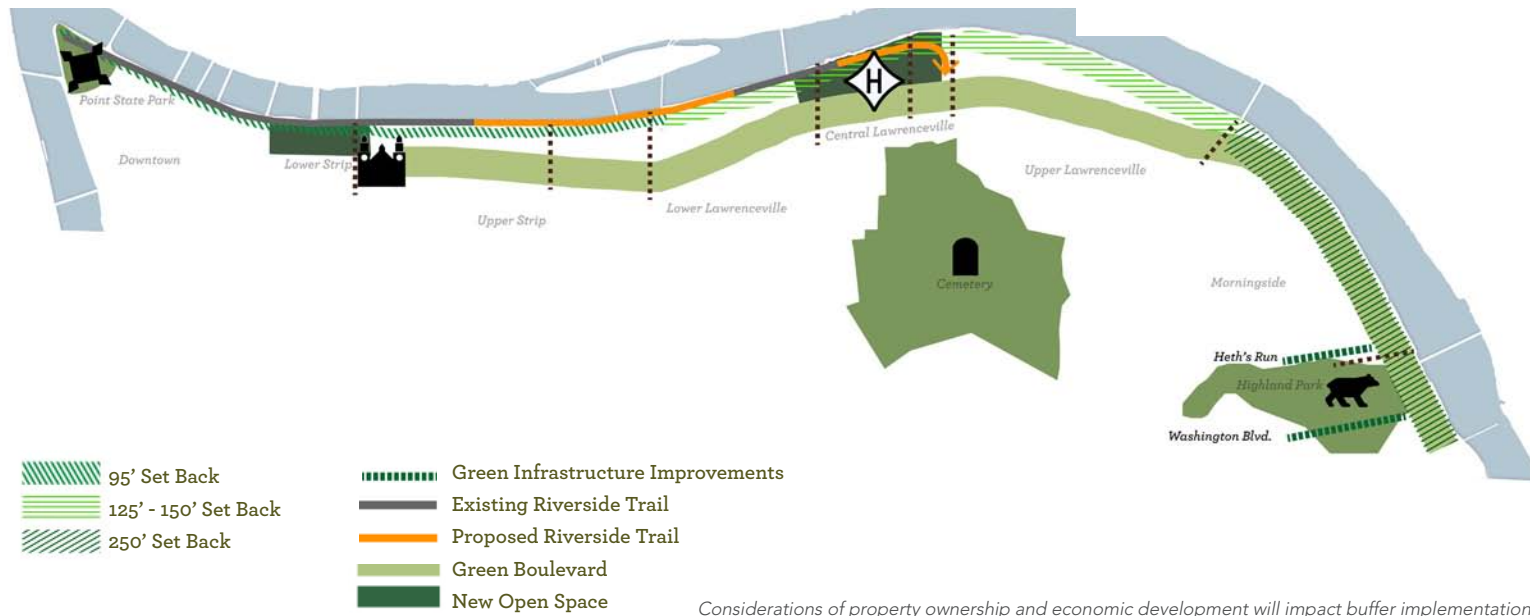 Point State Park
Downtown
Lower Strip
Upper Strip
Lower Lawrenceville
H
Central Lawrenceville
Upper Lawrenceville
Cemetery
Morningside
Heth's Run
Highland Park
Washington Blvd.
95' Set Back
125' - 150' Set Back
250' Set Back
Green Infrastructure Improvements
Existing Riverside Trail
Proposed Riverside Trail
Green Boulevard
New Open Space
Considerations of property ownership and economic development will impact buffer implementation